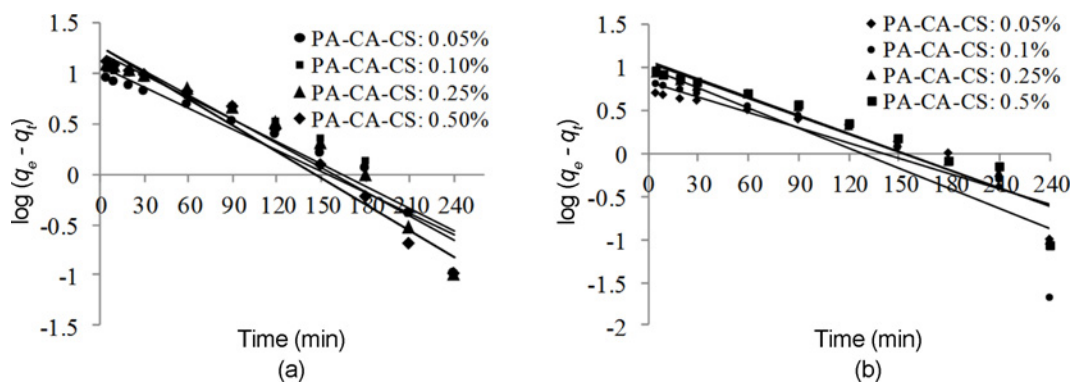 (a)
1.5
1
0.5
0
-0.5
-1
-1.5
0 30 60 90 120 150 180 210 240
log (qe - qt)
Time (min)
PA-CA-CS: 0.05%
PA-CA-CS: 0.10%
PA-CA-CS: 0.25%
PA-CA-CS: 0.50%
(a)
(b)
1.5
1
0.5
0
-0.5
-1
-1.5
-2
0 30 60 90 120 150 180 210 240
log (qe - qt)
Time (min)
PA-CA-CS: 0.05%
PA-CA-CS: 0.1%
PA-CA-CS: 0.25%
PA-CA-CS: 0.5%
(b)